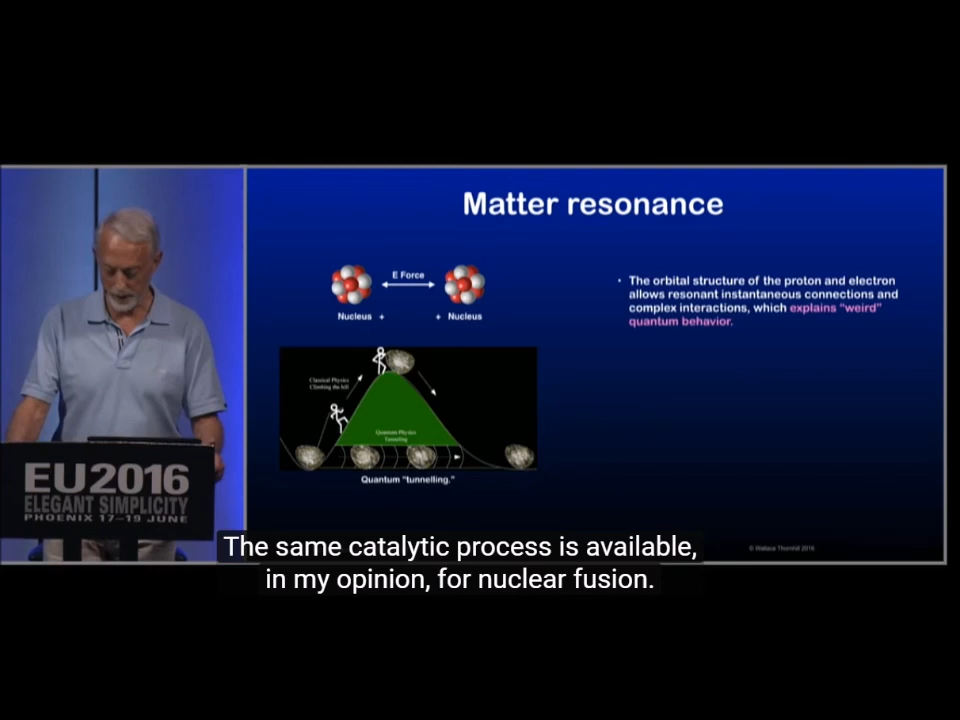 Matter resonance
E Force
Nucleus +
+ Nucleus
• The orbital structure of the proton and electron
allows resonant instantaneous connections and
complex interactions, which explains “weird”
quantum behavior.
Classical Physics
Climbing the hill
Quantum Physics
Tunneling
Quantum “tunnelling.”
EU2016
ELEGANT SIMPLICITY
PHOENIX 17–19 JUNE
© Wallace Thornhill 2016
The same catalytic process is available,
in my opinion, for nuclear fusion.